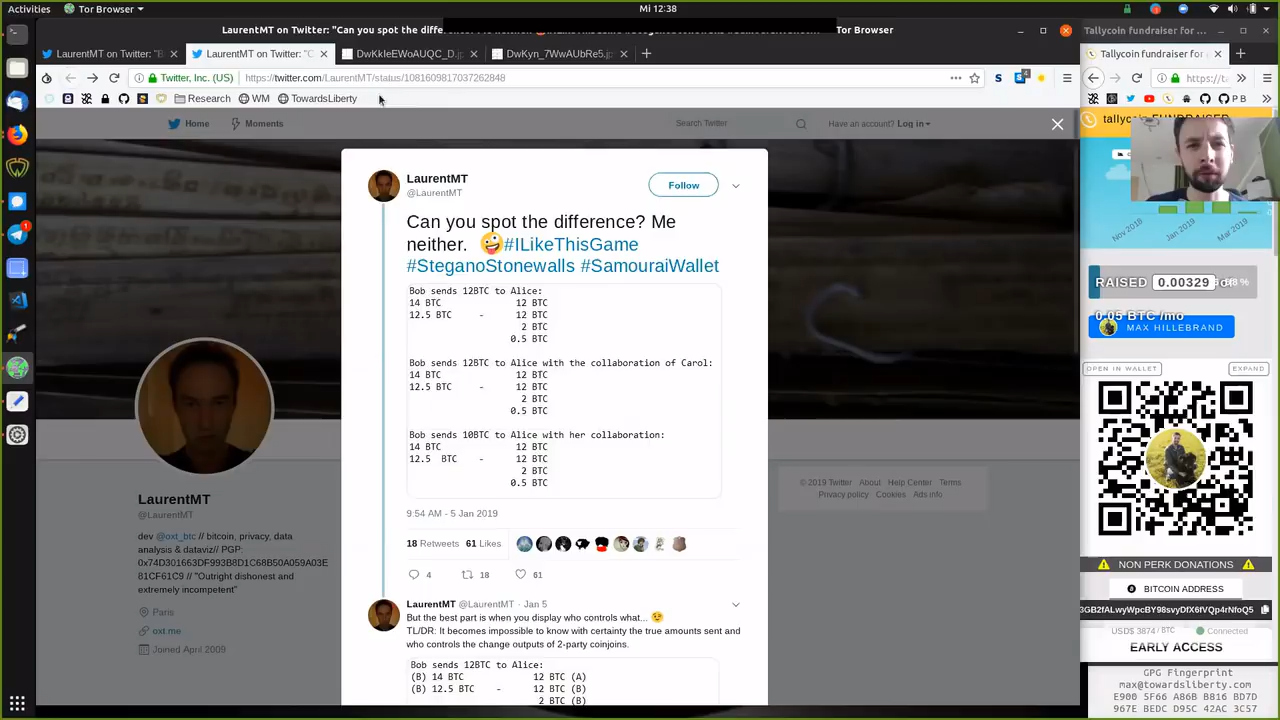 Activities
Tor Browser
Mi 12:38
LaurentMT on Twitter: "Can you spot the diffe
Tor Browser
Tallycoin fundraiser for …
LaurentMT on Twitter: "B
LaurentMT on Twitter: "C
DwKkIeEWoAUQC_D.jp
DwKyn_7WwAUbRe5.jp
Tallycoin fundraiser for
Twitter, Inc. (US)
https://twitter.com/LaurentMT/status/1081609817037262848
https://ta
Research
WM
TowardsLiberty
P B
Home
Moments
Search Twitter
Have an account? Log in
tallycoin FUNDRAISER
LaurentMT
@LaurentMT
Follow
Can you spot the difference? Me
neither. 🤪#ILikeThisGame
#SteganoStonewalls #SamouraiWallet
Bob sends 12BTC to Alice:
14 BTC 12 BTC
12.5 BTC - 12 BTC
2 BTC
0.5 BTC
Bob sends 12BTC to Alice with the collaboration of Carol:
14 BTC 12 BTC
12.5 BTC - 12 BTC
2 BTC
0.5 BTC
Bob sends 10BTC to Alice with her collaboration:
14 BTC 12 BTC
12.5 BTC - 12 BTC
2 BTC
0.5 BTC
9:54 AM - 5 Jan 2019
18 Retweets 61 Likes
4 18 61
LaurentMT @LaurentMT · Jan 5
But the best part is when you display who controls what... 😉
TL/DR: It becomes impossible to know with certainty the true amounts sent and
who controls the change outputs of 2-party coinjoins.
Bob sends 12BTC to Alice:
(B) 14 BTC 12 BTC (A)
(B) 12.5 BTC - 12 BTC (B)
2 BTC (B)
LaurentMT
@LaurentMT
dev @oxt_btc // bitcoin, privacy, data
analysis & dataviz// PGP:
0x74D301663DF993B8D1C68B50A059A03E
81CF61C9 // "Outright dishonest and
extremely incompetent"
Paris
oxt.me
Joined April 2009
© 2019 Twitter About Help Center Terms
Privacy policy Cookies Ads info
Nov 2018
Jan 2019
Mar 2019
RAISED 0.00329 of
0.05 BTC /mo
MAX HILLEBRAND
OPEN IN WALLET
EXPAND
NON PERK DONATIONS
BITCOIN ADDRESS
3GB2fALwyWpcBY98svyDfX6fVQp4rNfoQ5
USD$ 3874 / BTC
Connected
EARLY ACCESS
GPG Fingerprint
max@towardsliberty.com
E900 5F66 A86B B816 BD7D
967E BEDC D95C 42AC 3C57